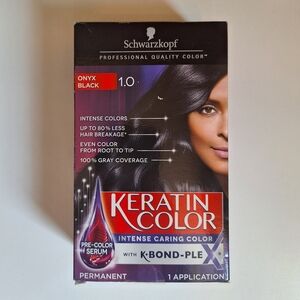 Schwarzkopf
PROFESSIONAL QUALITY COLOR™
ONYX
BLACK
1.0
INTENSE COLORS
UP TO 80% LESS
HAIR BREAKAGE*
EVEN COLOR
FROM ROOT TO TIP
100% GRAY COVERAGE
KERATIN
COLOR
INTENSE CARING COLOR
WITH K•BOND-PLEX
PRE-COLOR
SERUM
PERMANENT
1 APPLICATION